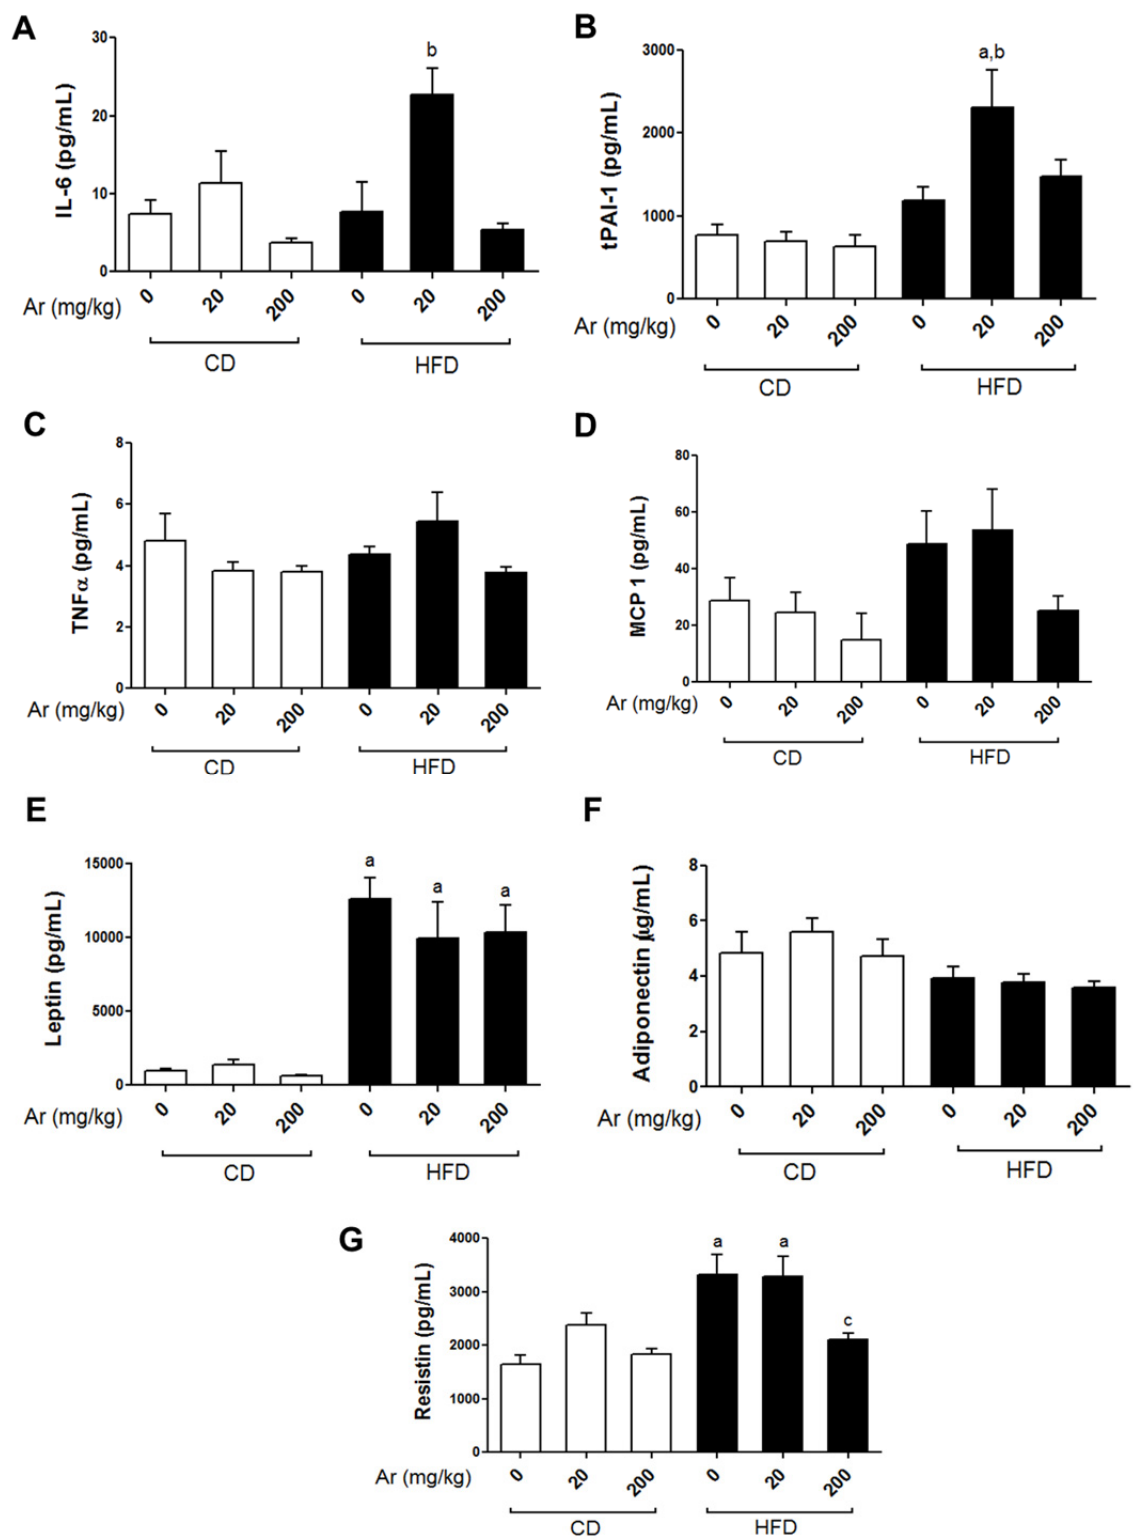 A
IL-6 (pg/mL)
30
20
10
0
b
Ar (mg/kg)
0 20 200 0 20 200
CD HFD
B
tPAI-1 (pg/mL)
3000
2000
1000
0
a,b
Ar (mg/kg)
0 20 200 0 20 200
CD HFD
C
TNFα (pg/mL)
8
6
4
2
0
Ar (mg/kg)
0 20 200 0 20 200
CD HFD
D
MCP 1 (pg/mL)
80
60
40
20
0
Ar (mg/kg)
0 20 200 0 20 200
CD HFD
E
Leptin (pg/mL)
15000
10000
5000
0
a a a
Ar (mg/kg)
0 20 200 0 20 200
CD HFD
F
Adiponectin (µg/mL)
8
6
4
2
0
Ar (mg/kg)
0 20 200 0 20 200
CD HFD
G
Resistin (pg/mL)
4000
3000
2000
1000
0
a a c
Ar (mg/kg)
0 20 200 0 20 200
CD HFD